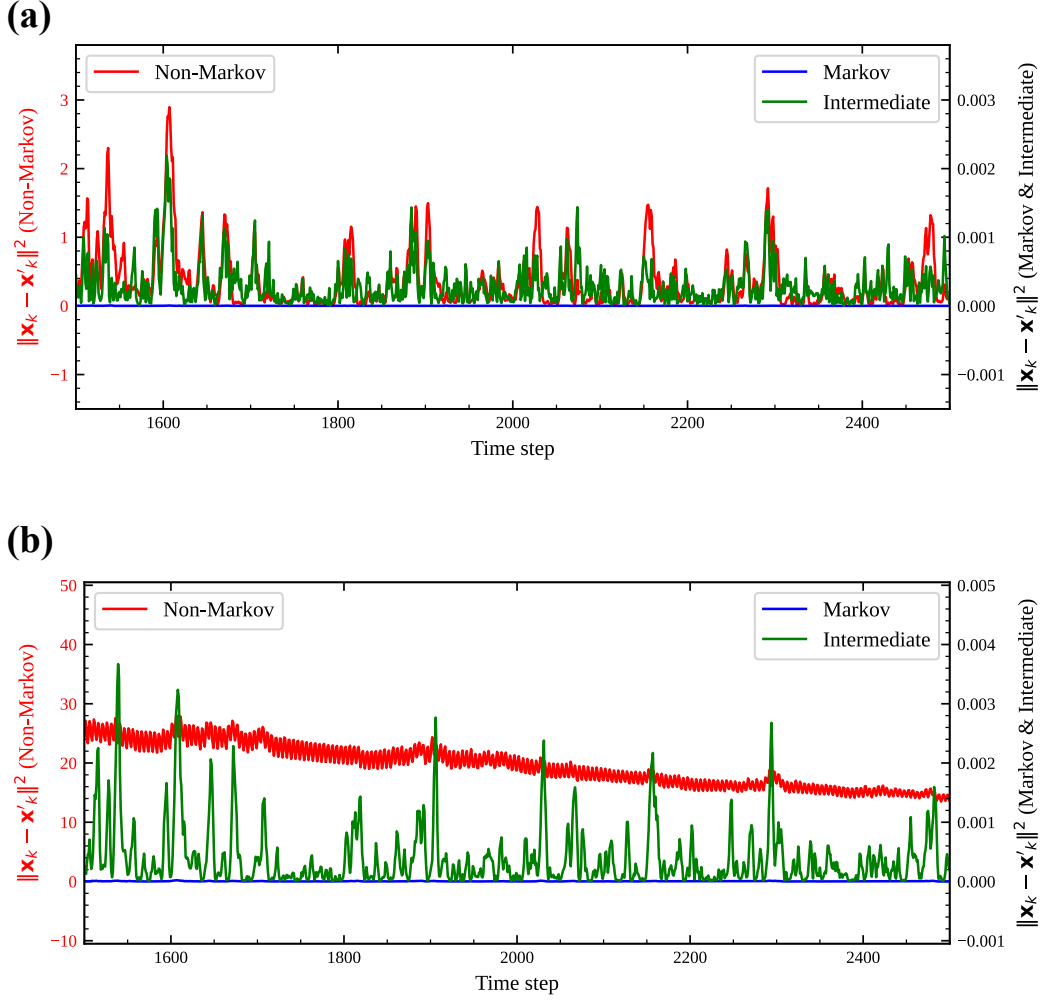 (a)
Non-Markov
Markov
Intermediate
3
2
1
0
−1
0.003
0.002
0.001
0.000
−0.001
‖x_k − x′_k‖² (Non-Markov)
‖x_k − x′_k‖² (Markov & Intermediate)
1600 1800 2000 2200 2400
Time step
(b)
Non-Markov
Markov
Intermediate
50
40
30
20
10
0
−10
0.005
0.004
0.003
0.002
0.001
0.000
−0.001
‖x_k − x′_k‖² (Non-Markov)
‖x_k − x′_k‖² (Markov & Intermediate)
1600 1800 2000 2200 2400
Time step